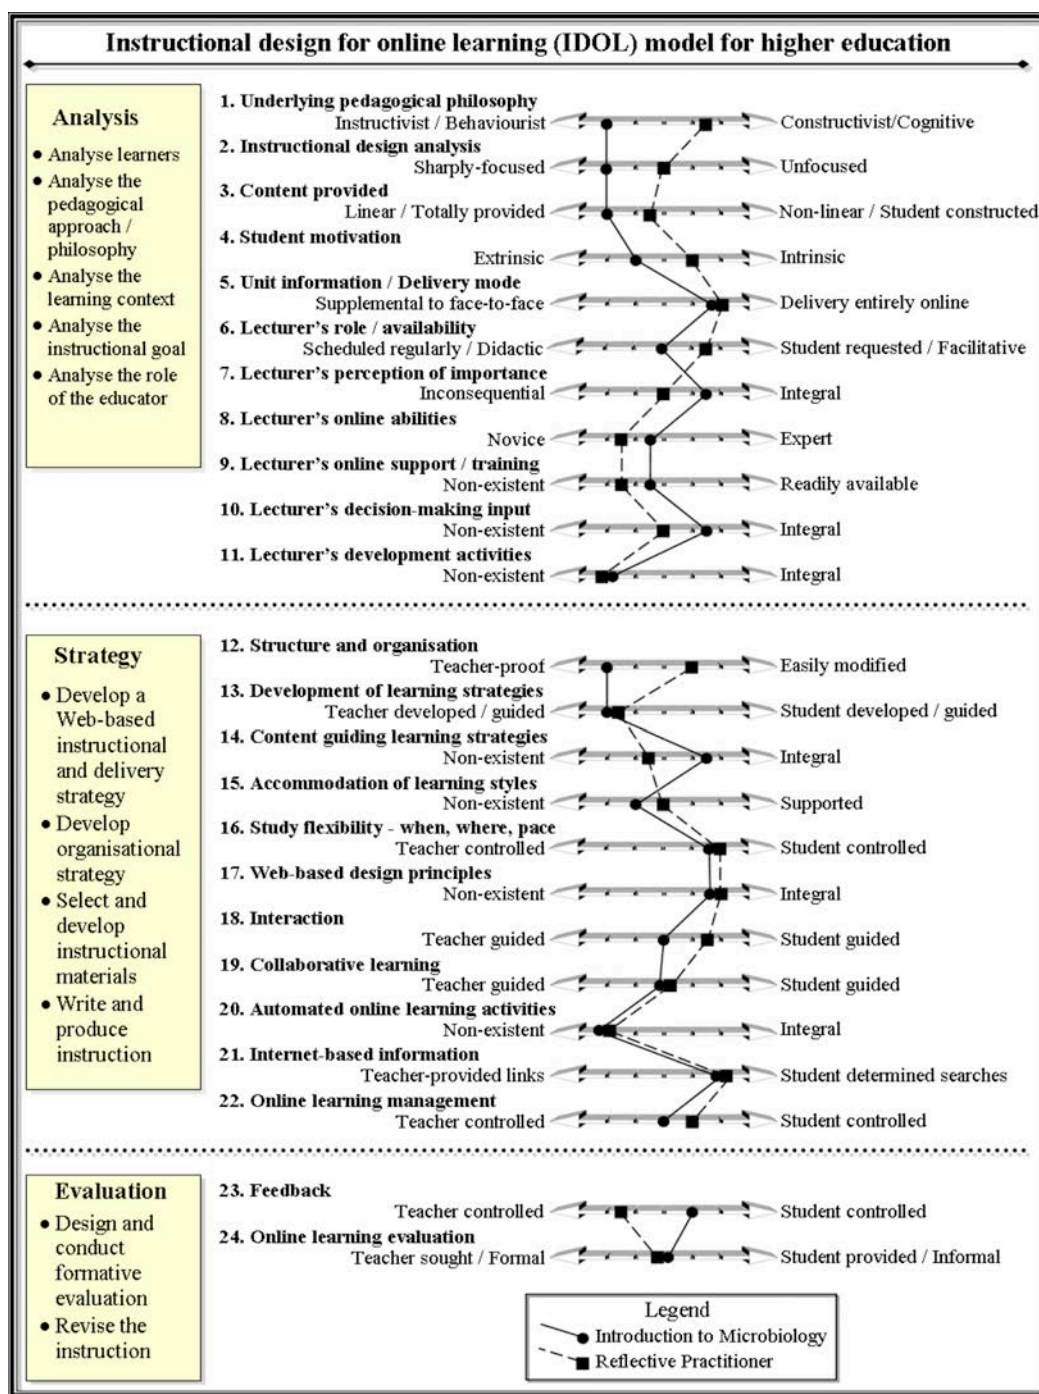 Instructional design for online learning (IDOL) model for higher education
Analysis
● Analyse learners
● Analyse the
pedagogical
approach /
philosophy
● Analyse the
learning context
● Analyse the
instructional goal
● Analyse the role
of the educator
1. Underlying pedagogical philosophy
Instructivist / Behaviourist Constructivist/Cognitive
2. Instructional design analysis
Sharply-focused Unfocused
3. Content provided
Linear / Totally provided Non-linear / Student constructed
4. Student motivation
Extrinsic Intrinsic
5. Unit information / Delivery mode
Supplemental to face-to-face Delivery entirely online
6. Lecturer's role / availability
Scheduled regularly / Didactic Student requested / Facilitative
7. Lecturer's perception of importance
Inconsequential Integral
8. Lecturer's online abilities
Novice Expert
9. Lecturer's online support / training
Non-existent Readily available
10. Lecturer's decision-making input
Non-existent Integral
11. Lecturer's development activities
Non-existent Integral
Strategy
● Develop a
Web-based
instructional
and delivery
strategy
● Develop
organisational
strategy
● Select and
develop
instructional
materials
● Write and
produce
instruction
12. Structure and organisation
Teacher-proof Easily modified
13. Development of learning strategies
Teacher developed / guided Student developed / guided
14. Content guiding learning strategies
Non-existent Integral
15. Accommodation of learning styles
Non-existent Supported
16. Study flexibility - when, where, pace
Teacher controlled Student controlled
17. Web-based design principles
Non-existent Integral
18. Interaction
Teacher guided Student guided
19. Collaborative learning
Teacher guided Student guided
20. Automated online learning activities
Non-existent Integral
21. Internet-based information
Teacher-provided links Student determined searches
22. Online learning management
Teacher controlled Student controlled
Evaluation
● Design and
conduct
formative
evaluation
● Revise the
instruction
23. Feedback
Teacher controlled Student controlled
24. Online learning evaluation
Teacher sought / Formal Student provided / Informal
Legend
Introduction to Microbiology
Reflective Practitioner